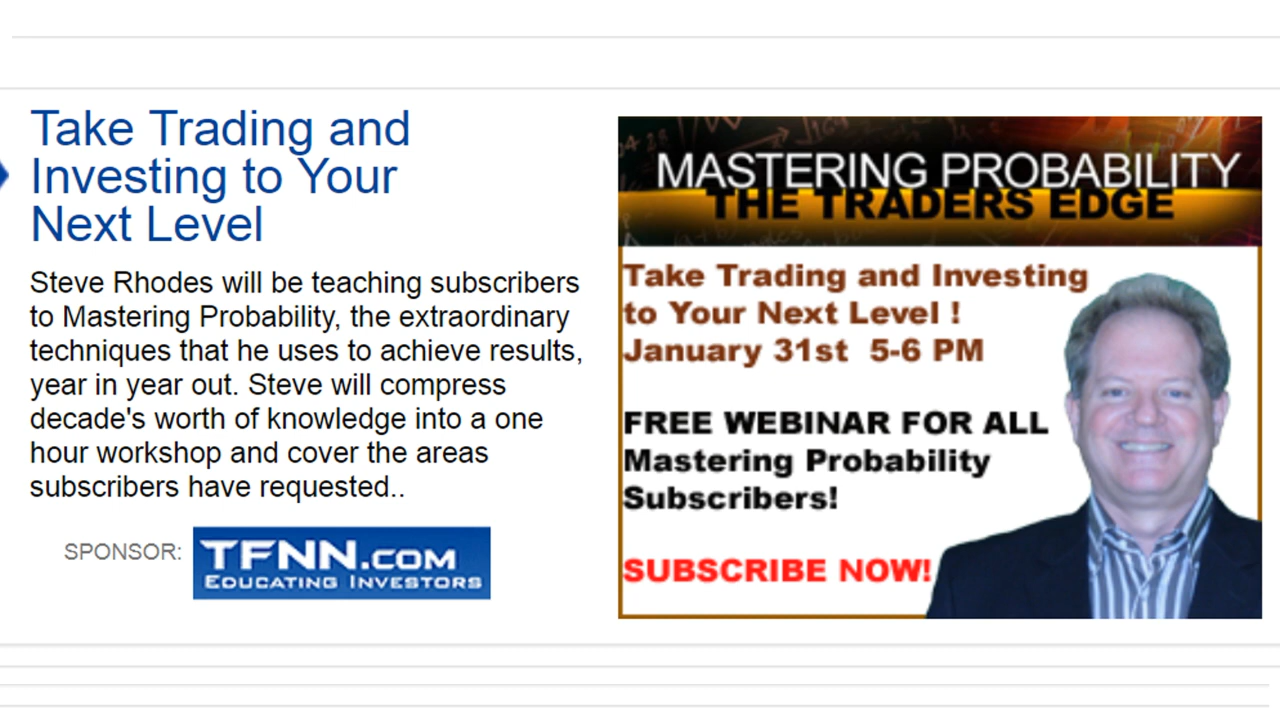 Take Trading and
Investing to Your
Next Level
Steve Rhodes will be teaching subscribers
to Mastering Probability, the extraordinary
techniques that he uses to achieve results,
year in year out. Steve will compress
decade's worth of knowledge into a one
hour workshop and cover the areas
subscribers have requested..
SPONSOR:
TFNN.COM
EDUCATING INVESTORS
MASTERING PROBABILITY
THE TRADERS EDGE
Take Trading and Investing
to Your Next Level !
January 31st 5-6 PM
FREE WEBINAR FOR ALL
Mastering Probability
Subscribers!
SUBSCRIBE NOW!